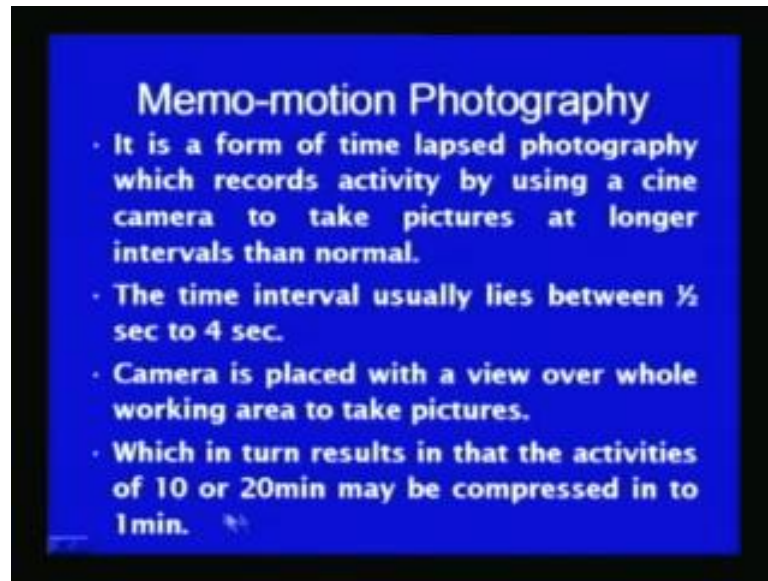 Memo-motion Photography
· It is a form of time lapsed photography
which records activity by using a cine
camera to take pictures at longer
intervals than normal.
· The time interval usually lies between ½
sec to 4 sec.
· Camera is placed with a view over whole
working area to take pictures.
· Which in turn results in that the activities
of 10 or 20min may be compressed in to
1min.